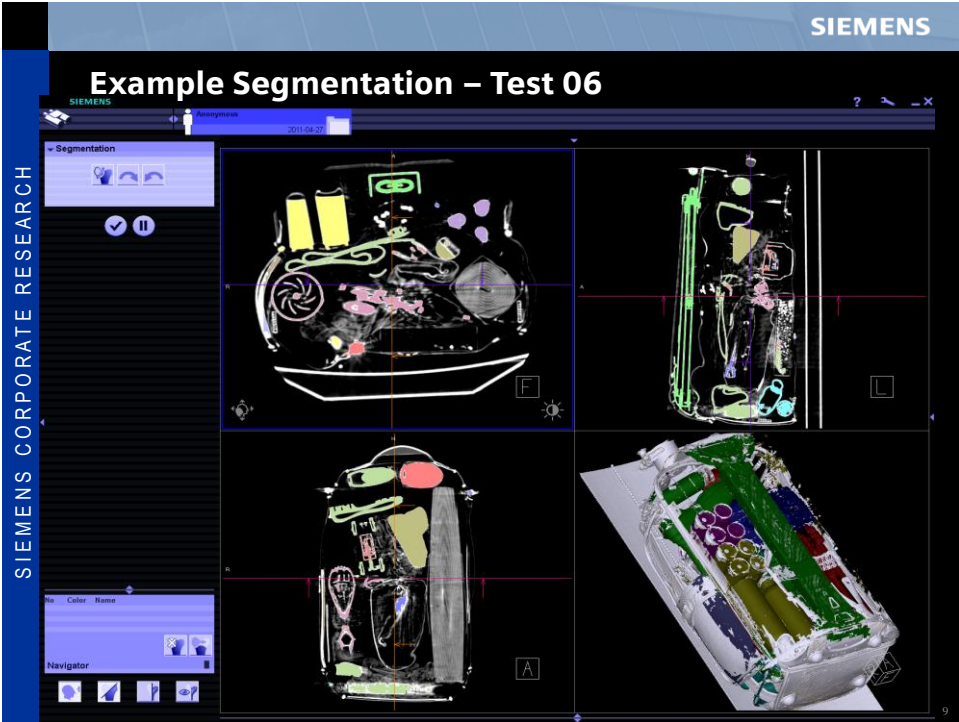 SIEMENS
Example Segmentation – Test 06
SIEMENS
Anonymous
2011-04-27
Segmentation
SIEMENS CORPORATE RESEARCH
A
R
F
A
L
H
R
A
No Color Name
Navigator
9